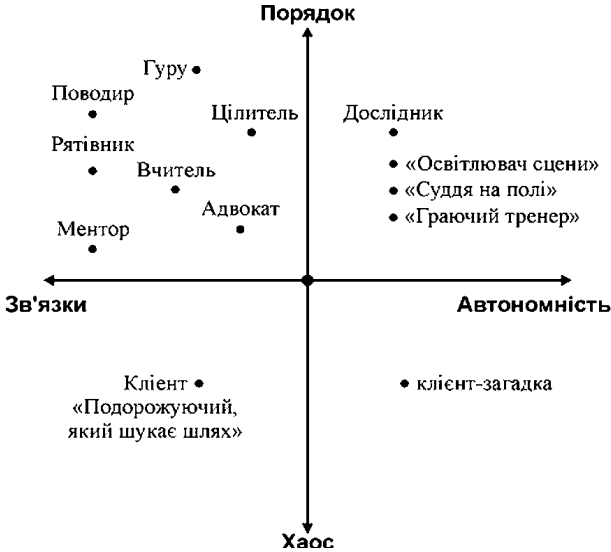 Порядок
Гуру
Поводир
Цілитель
Дослідник
Рятівник
«Освітлювач сцени»
Вчитель
«Суддя на полі»
Адвокат
«Граючий тренер»
Ментор
Зв'язки
Автономність
Клієнт
клієнт-загадка
«Подорожуючий,
який шукає шлях»
Хаос